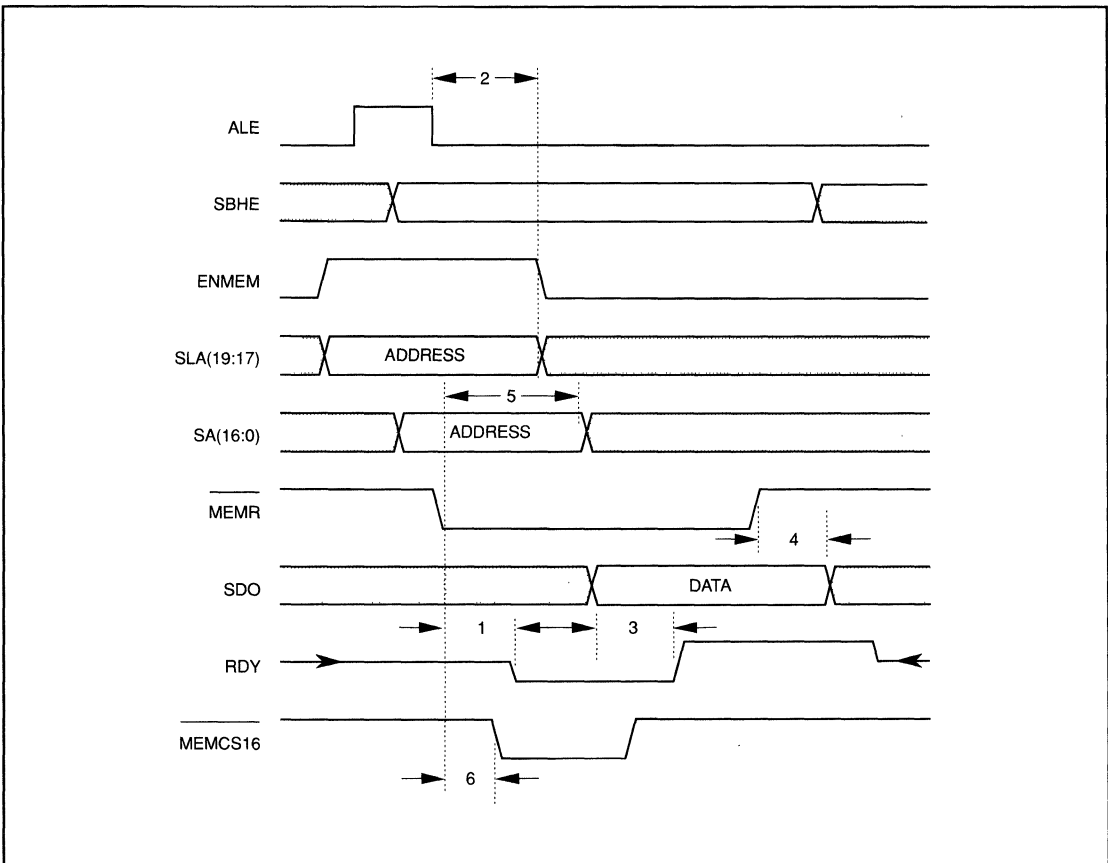 2
ALE
SBHE
ENMEM
SLA(19:17) ADDRESS
5
SA(16:0) ADDRESS
MEMR
4
SDO DATA
1 3
RDY
MEMCS16
6